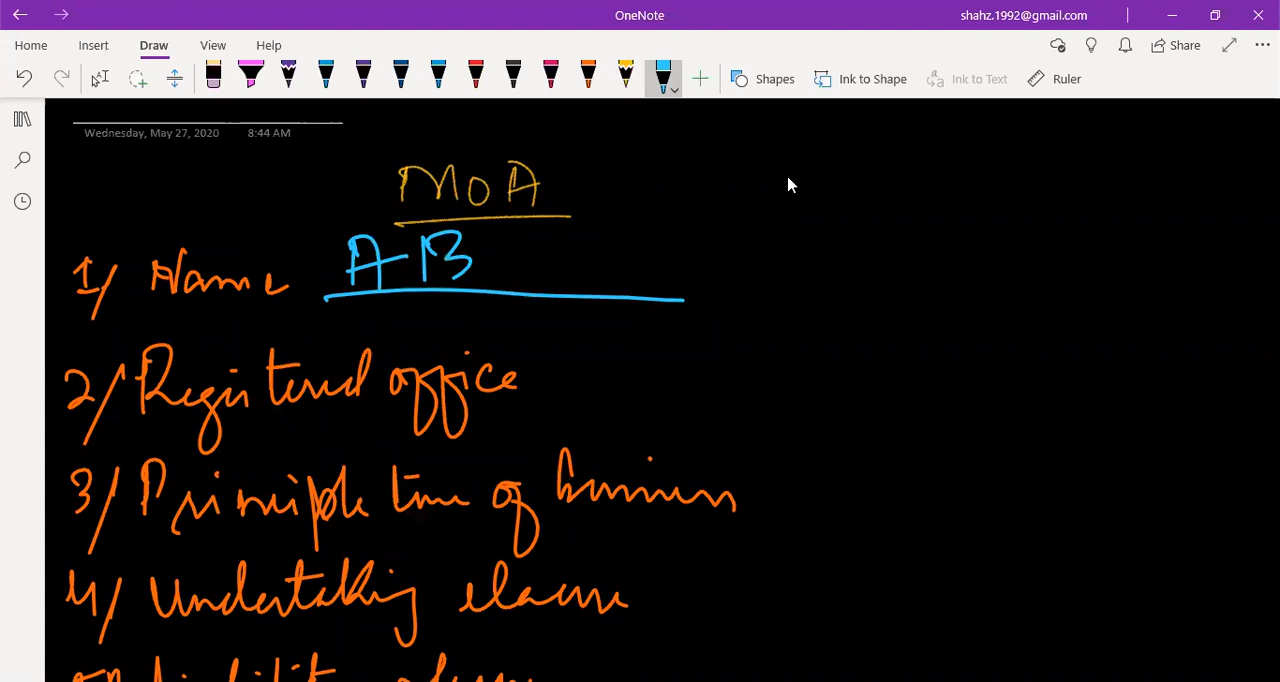 OneNote
shahz.1992@gmail.com
Home Insert Draw View Help
Share
Shapes
Ink to Shape
Ink to Text
Ruler
Wednesday, May 27, 2020 8:44 AM
MOA
1/ Name A-B
2/ Registered office
3/ Principle line of business
4/ Undertaking clause